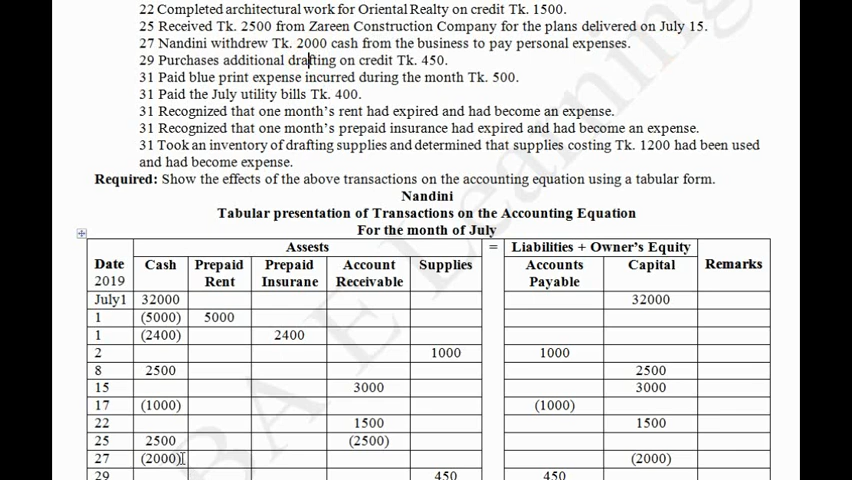 22 Completed architectural work for Oriental Realty on credit Tk. 1500.
25 Received Tk. 2500 from Zareen Construction Company for the plans delivered on July 15.
27 Nandini withdrew Tk. 2000 cash from the business to pay personal expenses.
29 Purchases additional drafting on credit Tk. 450.
31 Paid blue print expense incurred during the month Tk. 500.
31 Paid the July utility bills Tk. 400.
31 Recognized that one month's rent had expired and had become an expense.
31 Recognized that one month's prepaid insurance had expired and had become an expense.
31 Took an inventory of drafting supplies and determined that supplies costing Tk. 1200 had been used
and had become expense.
Required: Show the effects of the above transactions on the accounting equation using a tabular form.
Nandini
Tabular presentation of Transactions on the Accounting Equation
For the month of July
Assests = Liabilities + Owner's Equity
Date Cash Prepaid Prepaid Account Supplies Accounts Capital Remarks
2019 Rent Insurane Receivable Payable
July1 32000 32000
1 (5000) 5000
1 (2400) 2400
2 1000 1000
8 2500 2500
15 3000 3000
17 (1000) (1000)
22 1500 1500
25 2500 (2500)
27 (2000) (2000)
29 450 450
BA E Learning